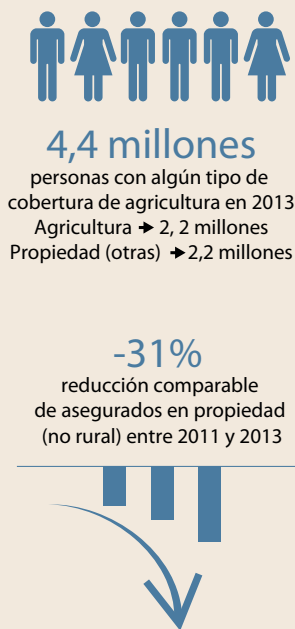 4,4 millones
personas con algún tipo de
cobertura de agricultura en 2013
Agricultura ➔ 2, 2 millones
Propiedad (otras) ➔2,2 millones
-31%
reducción comparable
de asegurados en propiedad
(no rural) entre 2011 y 2013